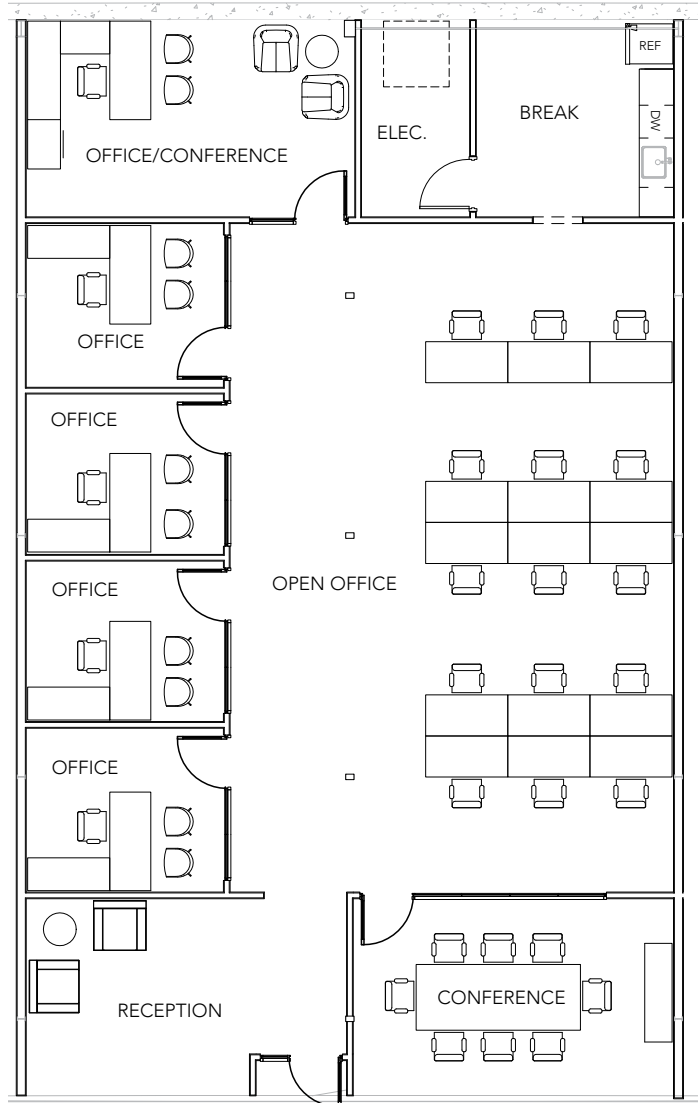 REF
BREAK
ELEC.
DW
OFFICE/CONFERENCE
OFFICE
OFFICE
OPEN OFFICE
OFFICE
OFFICE
CONFERENCE
RECEPTION